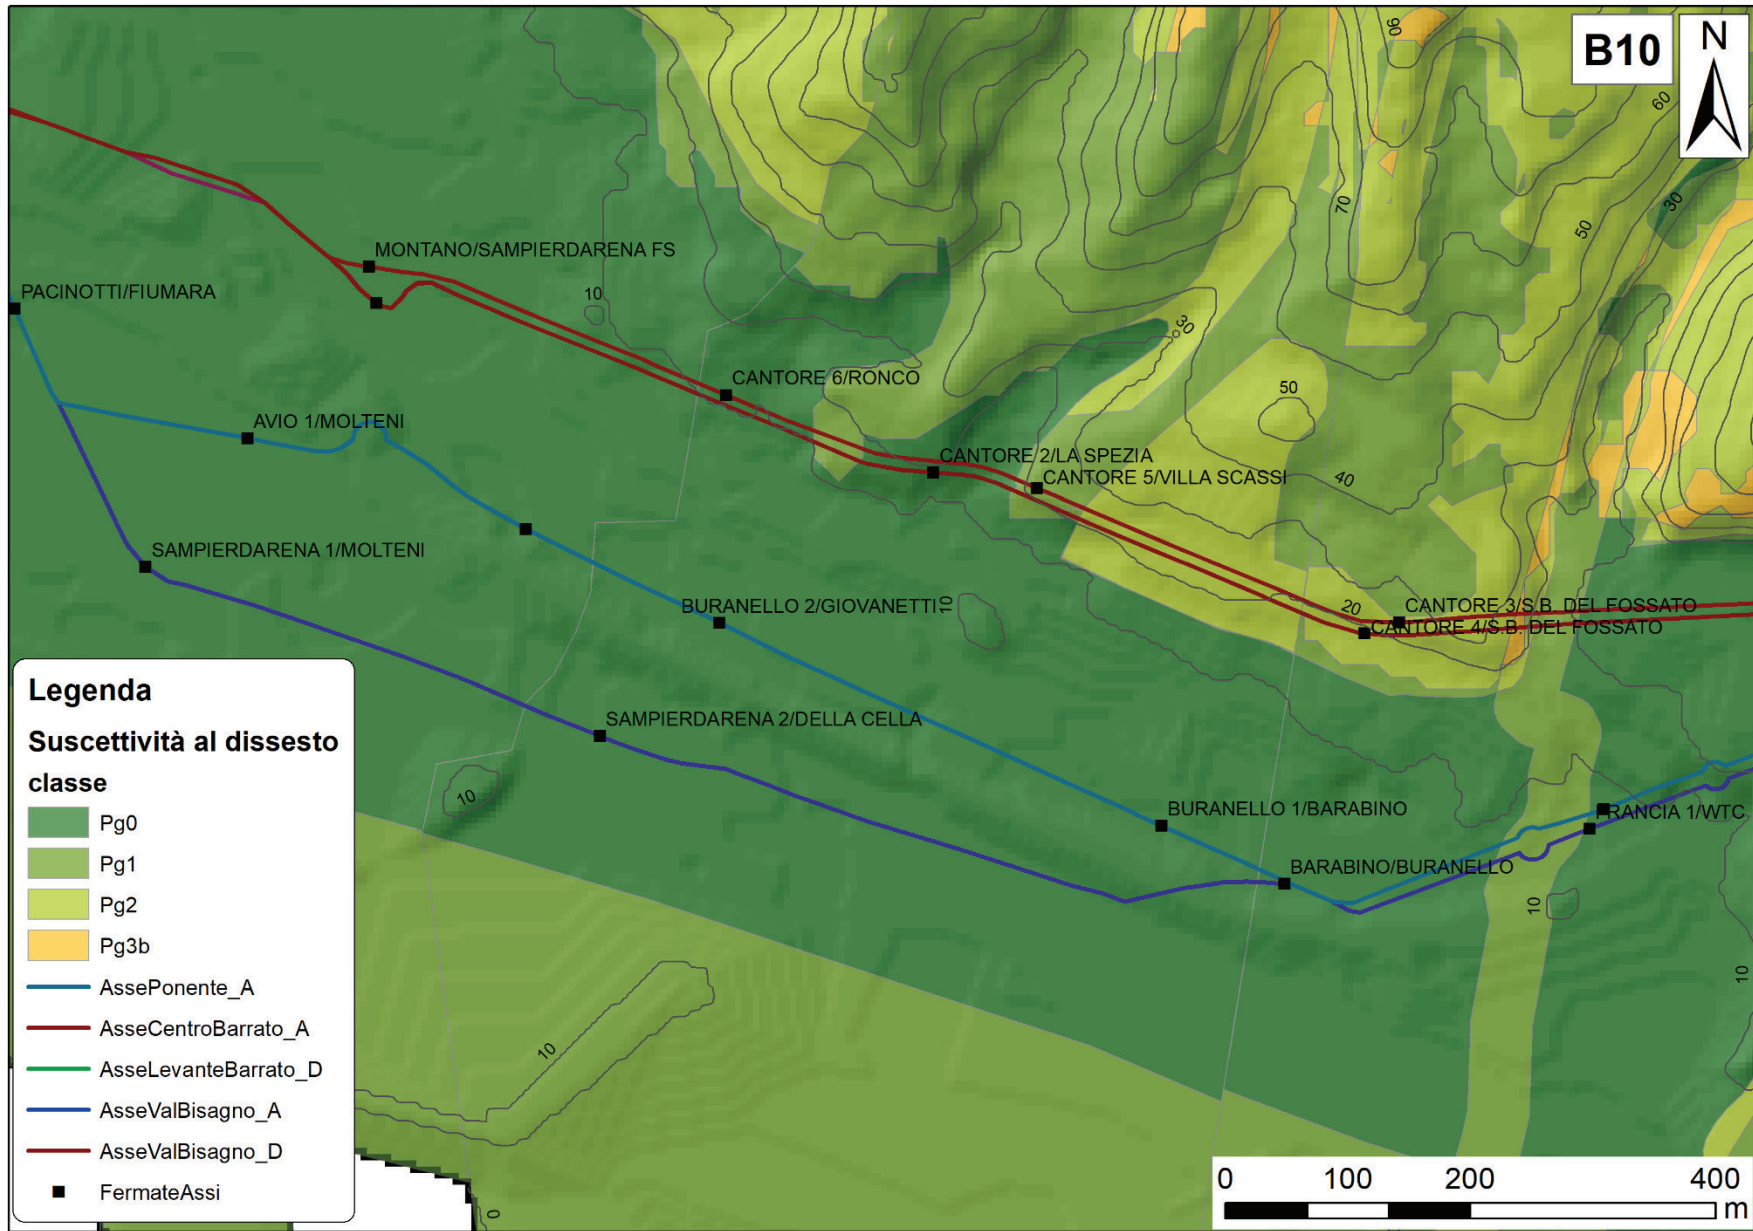 B10
N
90
60
70
30
50
MONTANO/SAMPIERDARENA FS
PACINOTTI/FIUMARA
10
30
CANTORE 6/RONCO
50
AVIO 1/MOLTENI
CANTORE 2/LA SPEZIA
CANTORE 5/VILLA SCASSI
40
SAMPIERDARENA 1/MOLTENI
BURANELLO 2/GIOVANETTI
10
20
CANTORE 3/S.B. DEL FOSSATO
CANTORE 4/S.B. DEL FOSSATO
SAMPIERDARENA 2/DELLA CELLA
10
BURANELLO 1/BARABINO
FRANCIA 1/WTC
BARABINO/BURANELLO
10
10
10
0
Legenda
Suscettività al dissesto
classe
Pg0
Pg1
Pg2
Pg3b
AssePonente_A
AsseCentroBarrato_A
AsseLevanteBarrato_D
AsseValBisagno_A
AsseValBisagno_D
FermateAssi
0 100 200 400
m